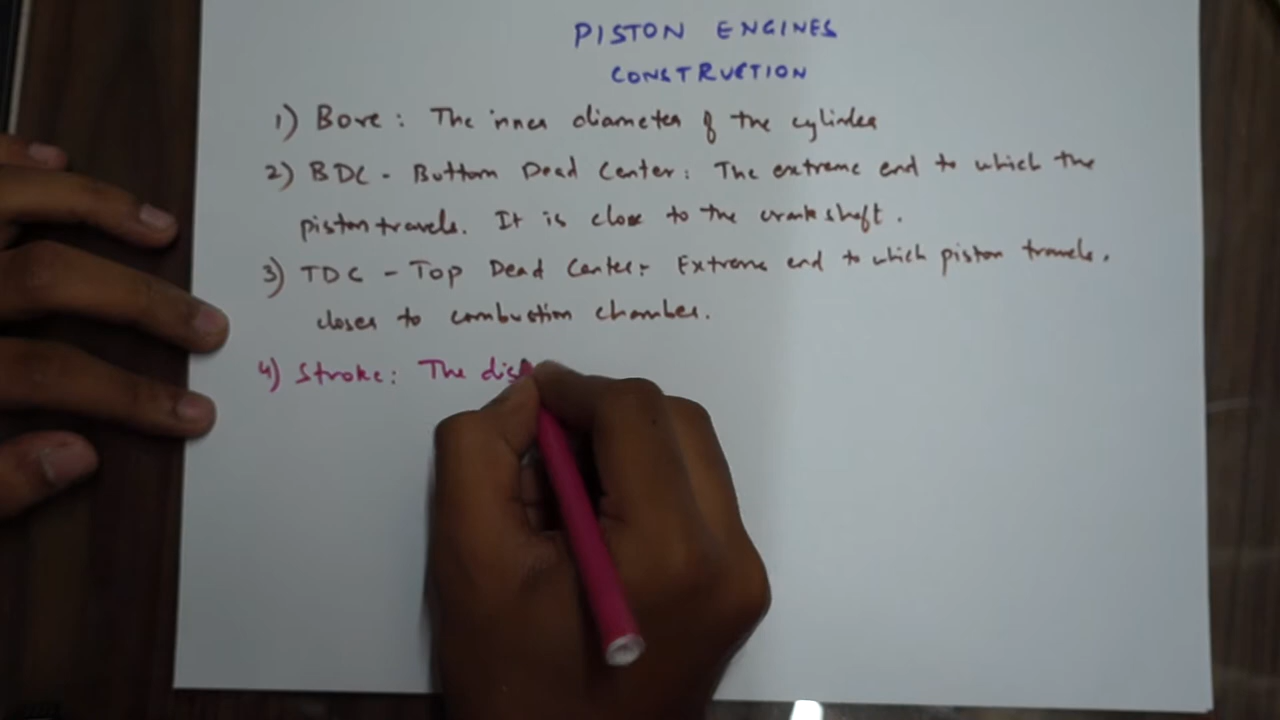 PISTON ENGINES
CONSTRUCTION
1) Bore: The inner diameter of the cylinder
2) BDC - Buttom Dead Center: The extreme end to which the
piston travels. It is close to the crankshaft.
3) TDC - Top Dead Center:- Extreme end to which piston travels.
closer to combustion chamber.
4) Stroke: The dis